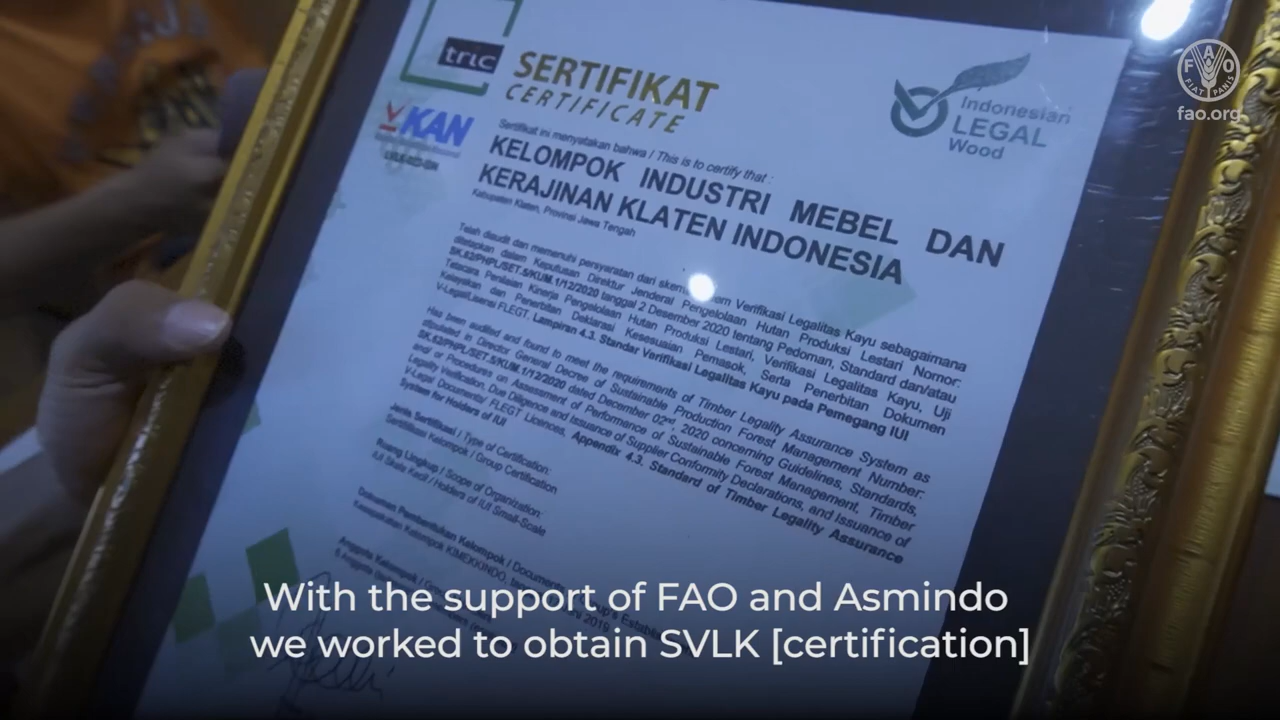 tric
SERTIFIKAT
CERTIFICATE
KAN
Indonesian
LEGAL
Wood
FAO
FIAT PANIS
fao.org
Sertifikat ini menyatakan bahwa / This is to certify that :
KELOMPOK INDUSTRI MEBEL DAN
KERAJINAN KLATEN INDONESIA
Kabupaten Klaten, Provinsi Jawa Tengah
Telah diaudit dan memenuhi persyaratan dari Verifikasi Legalitas Kayu sebagaimana
ditetapkan dalam Keputusan Direktur Jenderal Pengelolaan Hutan Produksi Lestari Nomor:
SK.62/PHPL/SET.5/KUM.1/12/2020 tanggal 2 Desember 2020 tentang Pedoman, Standard dan/atau
Tatacara Penilaian Kinerja Pengelolaan Hutan Produksi Lestari, Verifikasi Legalitas Kayu, Uji
Kelayakan dan Penerbitan Deklarasi Kesesuaian Pemasok, Serta Penerbitan Dokumen
V-Legal/Lisensi FLEGT. Lampiran 4.3. Standar Verifikasi Legalitas Kayu pada Pemegang IUI
Has been audited and found to meet the requirements of Timber Legality Assurance System as
stipulated in Director General Decree of Sustainable Production Forest Management Number:
SK.62/PHPL/SET.5/KUM.1/12/2020 dated December 02nd, 2020 concerning Guidelines, Standards,
and/or Procedures on Assessment of Performance of Sustainable Forest Management, Timber
Legality Verification, Due Diligence and Issuance of Supplier Conformity Declarations, and Issuance of
V-Legal Documents/ FLEGT Licences, Appendix 4.3. Standard of Timber Legality Assurance
System for Holders of IUI
Jenis Sertifikasi / Type of Certification:
Sertifikasi Kelompok / Group Certification
Ruang Lingkup / Scope of Organization:
IUI Skala Kecil / Holders of IUI Small-Scale
Dokumen Pembentukan Kelompok /
Kesepakatan Kelompok KIMEKKINDO,
Anggota Kelompok /
With the support of FAO and Asmindo
we worked to obtain SVLK [certification]